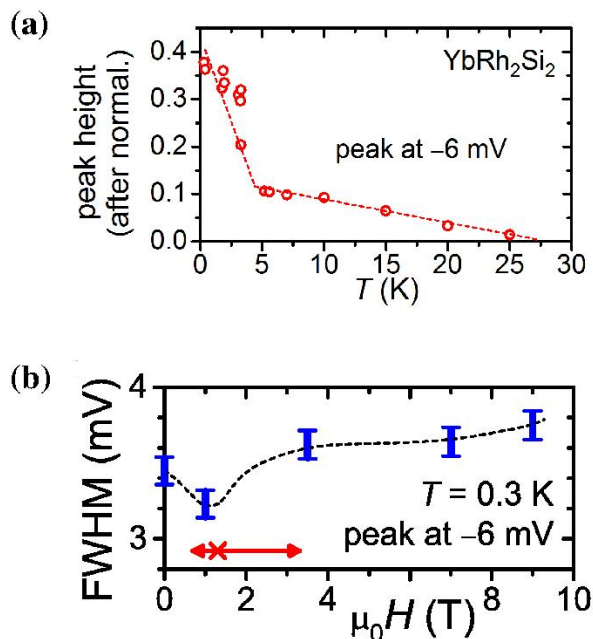 (a)
YbRh₂Si₂
peak at −6 mV
peak height
(after normal.)
0.4
0.3
0.2
0.1
0.0
0 5 10 15 20 25 30
T (K)
(b)
FWHM (mV)
4
3
T = 0.3 K
peak at −6 mV
0 2 4 6 8 10
μ₀H (T)